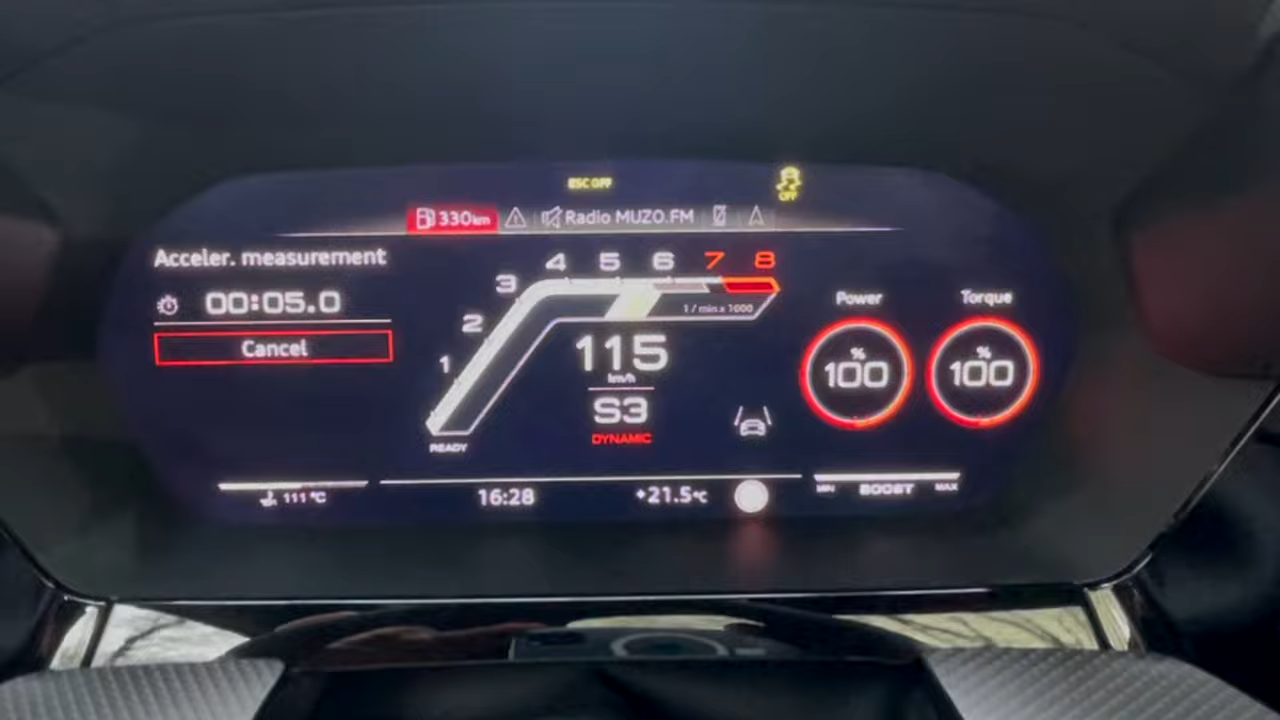 ESC OFF
OFF
330km
Radio MUZO.FM
Acceler. measurement
00:05.0
Cancel
1 2 3 4 5 6 7 8
1 / min x 1000
115
km/h
S3
DYNAMIC
READY
Power
% 100
Torque
% 100
111 °C
16:28
+21.5°C
MIN BOOST MAX